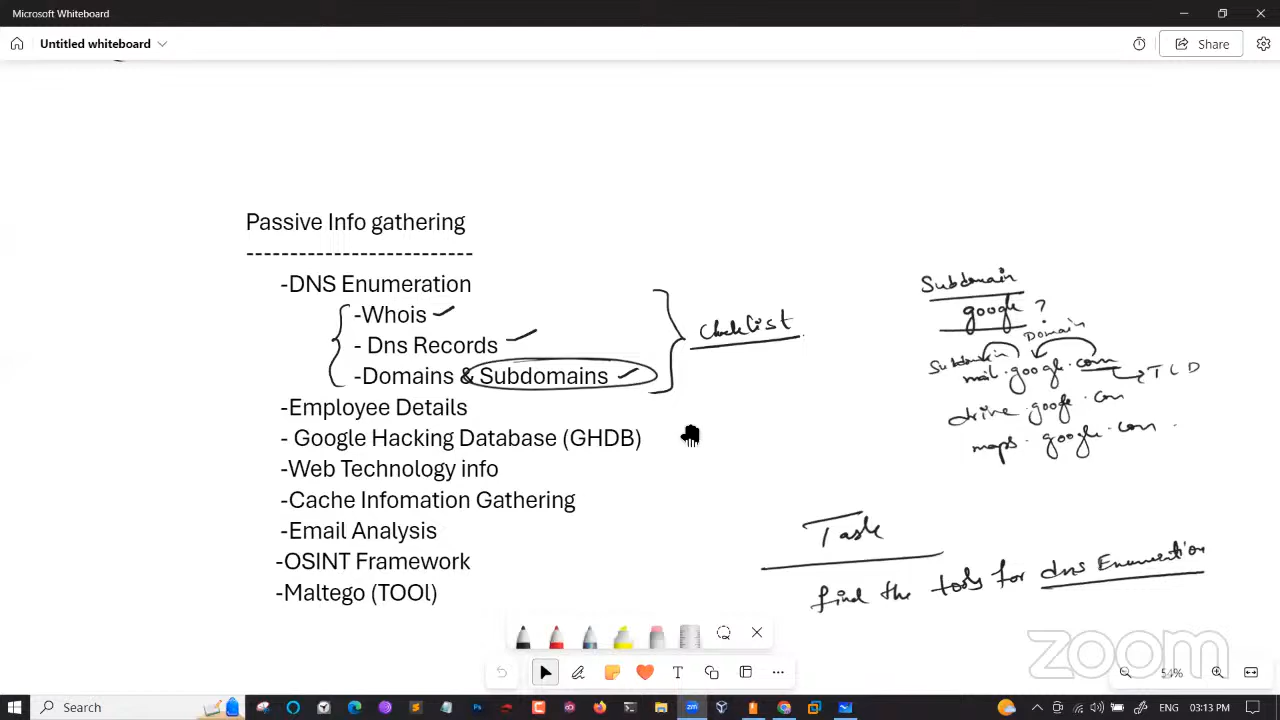 Microsoft Whiteboard
Untitled whiteboard
Share
Passive Info gathering
--------------------------
-DNS Enumeration
-Whois
- Dns Records
-Domains & Subdomains
-Employee Details
- Google Hacking Database (GHDB)
-Web Technology info
-Cache Infomation Gathering
-Email Analysis
-OSINT Framework
-Maltego (TOOl)
Checklist
Subdomain
google ?
Domain
Subdomain
mail.google.com
TLD
drive.google.com
maps.google.com
Task
find the tools for dns Enumeration
zoom
54%
Search
ENG
03:13 PM